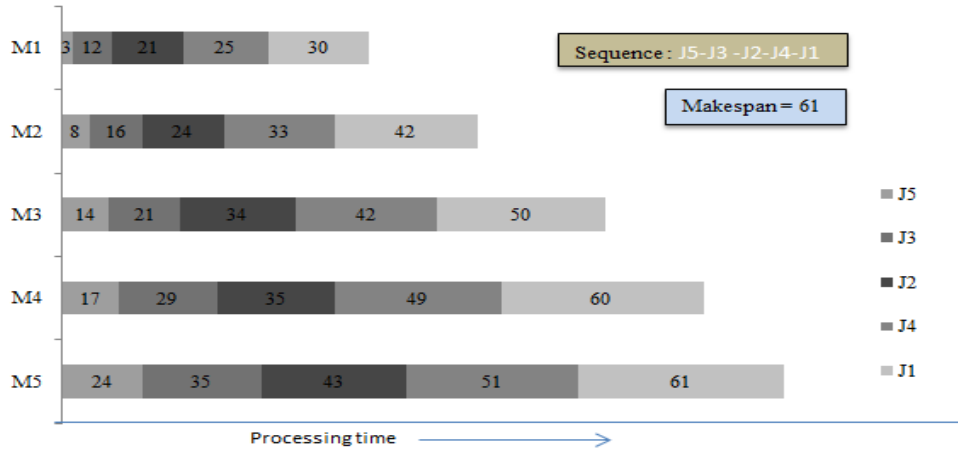 M1 3 12 21 25 30
Sequence : J5-J3 -J2-J4-J1
Makespan = 61
M2 8 16 24 33 42
M3 14 21 34 42 50
M4 17 29 35 49 60
M5 24 35 43 51 61
J5
J3
J2
J4
J1
Processing time